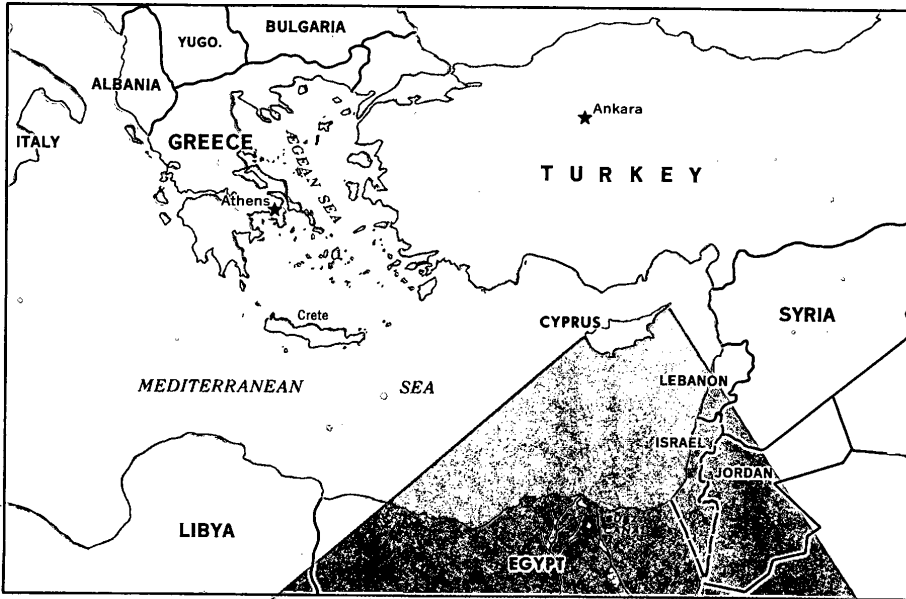 BULGARIA
YUGO.
ALBANIA
Ankara
ITALY
GREECE
ÆGEAN SEA
TURKEY
Athens
Crete
CYPRUS
SYRIA
MEDITERRANEAN SEA
LEBANON
ISRAEL
JORDAN
LIBYA
EGYPT